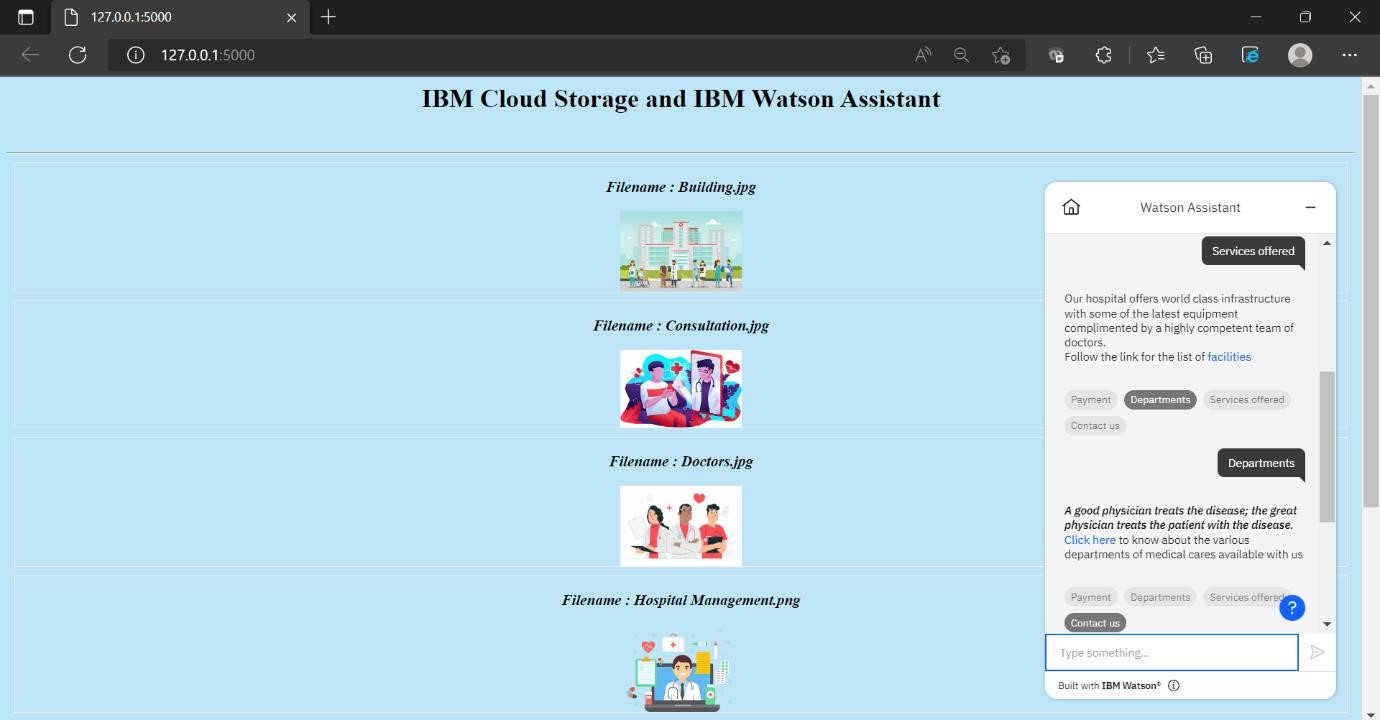 127.0.0.1:5000
127.0.0.1:5000
IBM Cloud Storage and IBM Watson Assistant
Filename : Building.jpg
Filename : Consultation.jpg
Filename : Doctors.jpg
Filename : Hospital Management.png
Watson Assistant
Services offered
Our hospital offers world class infrastructure
with some of the latest equipment
complimented by a highly competent team of
doctors.
Follow the link for the list of facilities
Payment Departments Services offered
Contact us
Departments
A good physician treats the disease; the great
physician treats the patient with the disease.
Click here to know about the various
departments of medical cares available with us
Payment Departments Services offered
?
Contact us
Type something...
Built with IBM Watson®